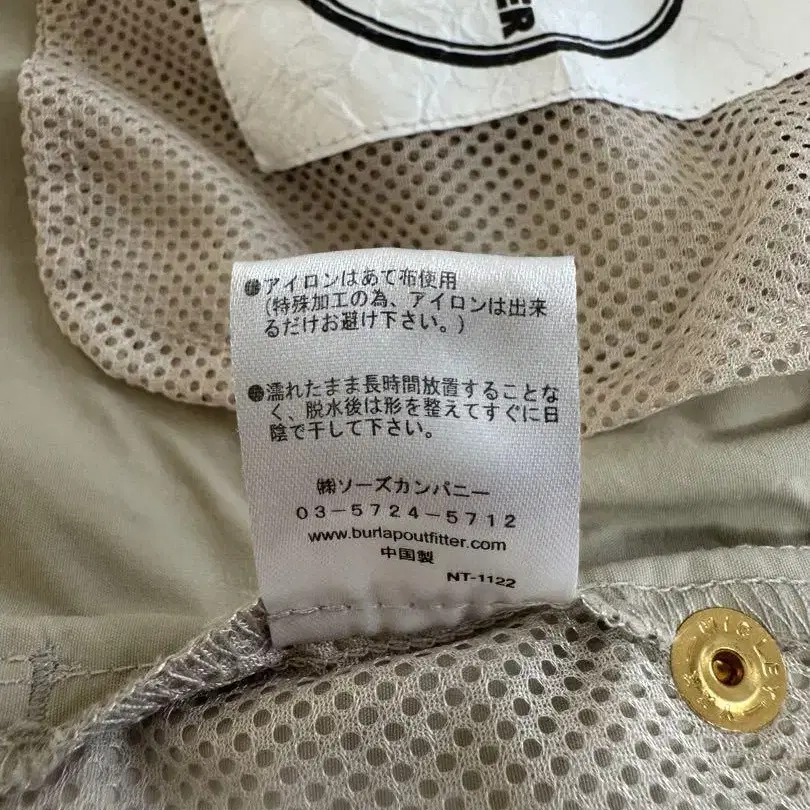 TER
●アイロンはあて布使用
(特殊加工の為、アイロンは出来
るだけお避け下さい。)
●濡れたまま長時間放置することな
く、脱水後は形を整えてすぐに日
陰で干して下さい。
㈱ソーズカンパニー
03-5724-5712
www.burlapoutfitter.com
中国製
NT-1122